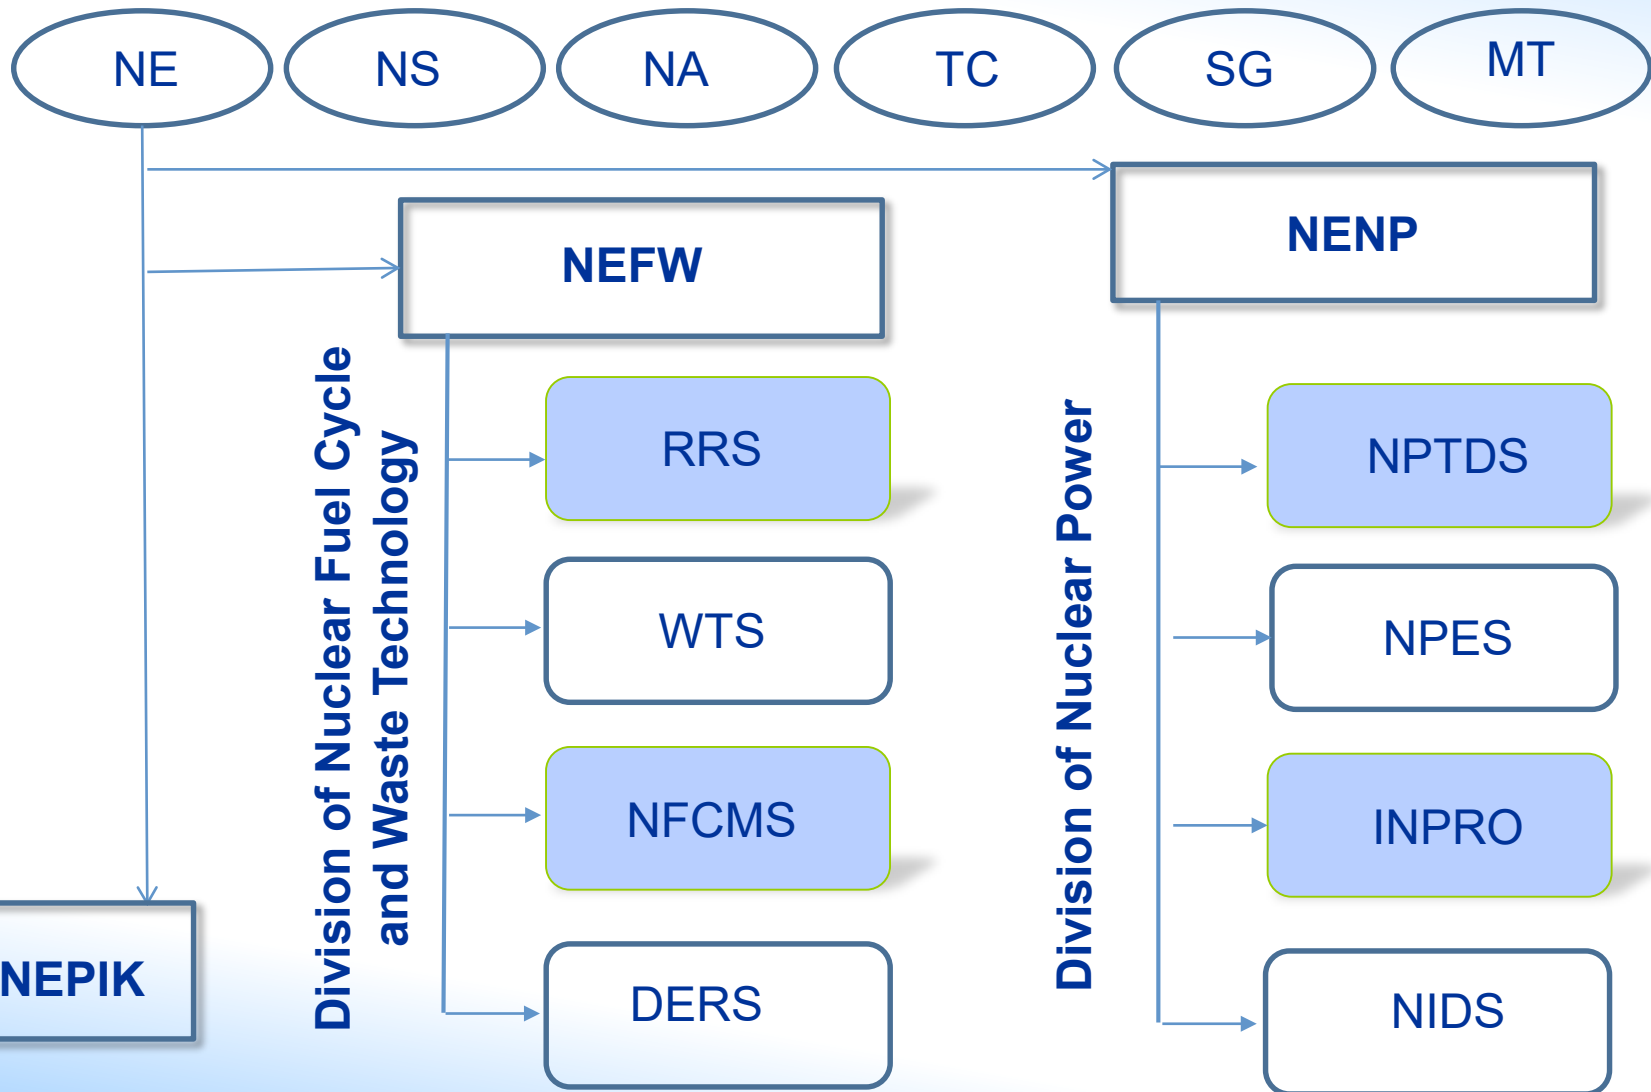 NE
NS
NA
TC
SG
MT
NENP
NEFW
Division of Nuclear Fuel Cycle
and Waste Technology
RRS
WTS
NFCMS
DERS
Division of Nuclear Power
NPTDS
NPES
INPRO
NIDS
NEPIK